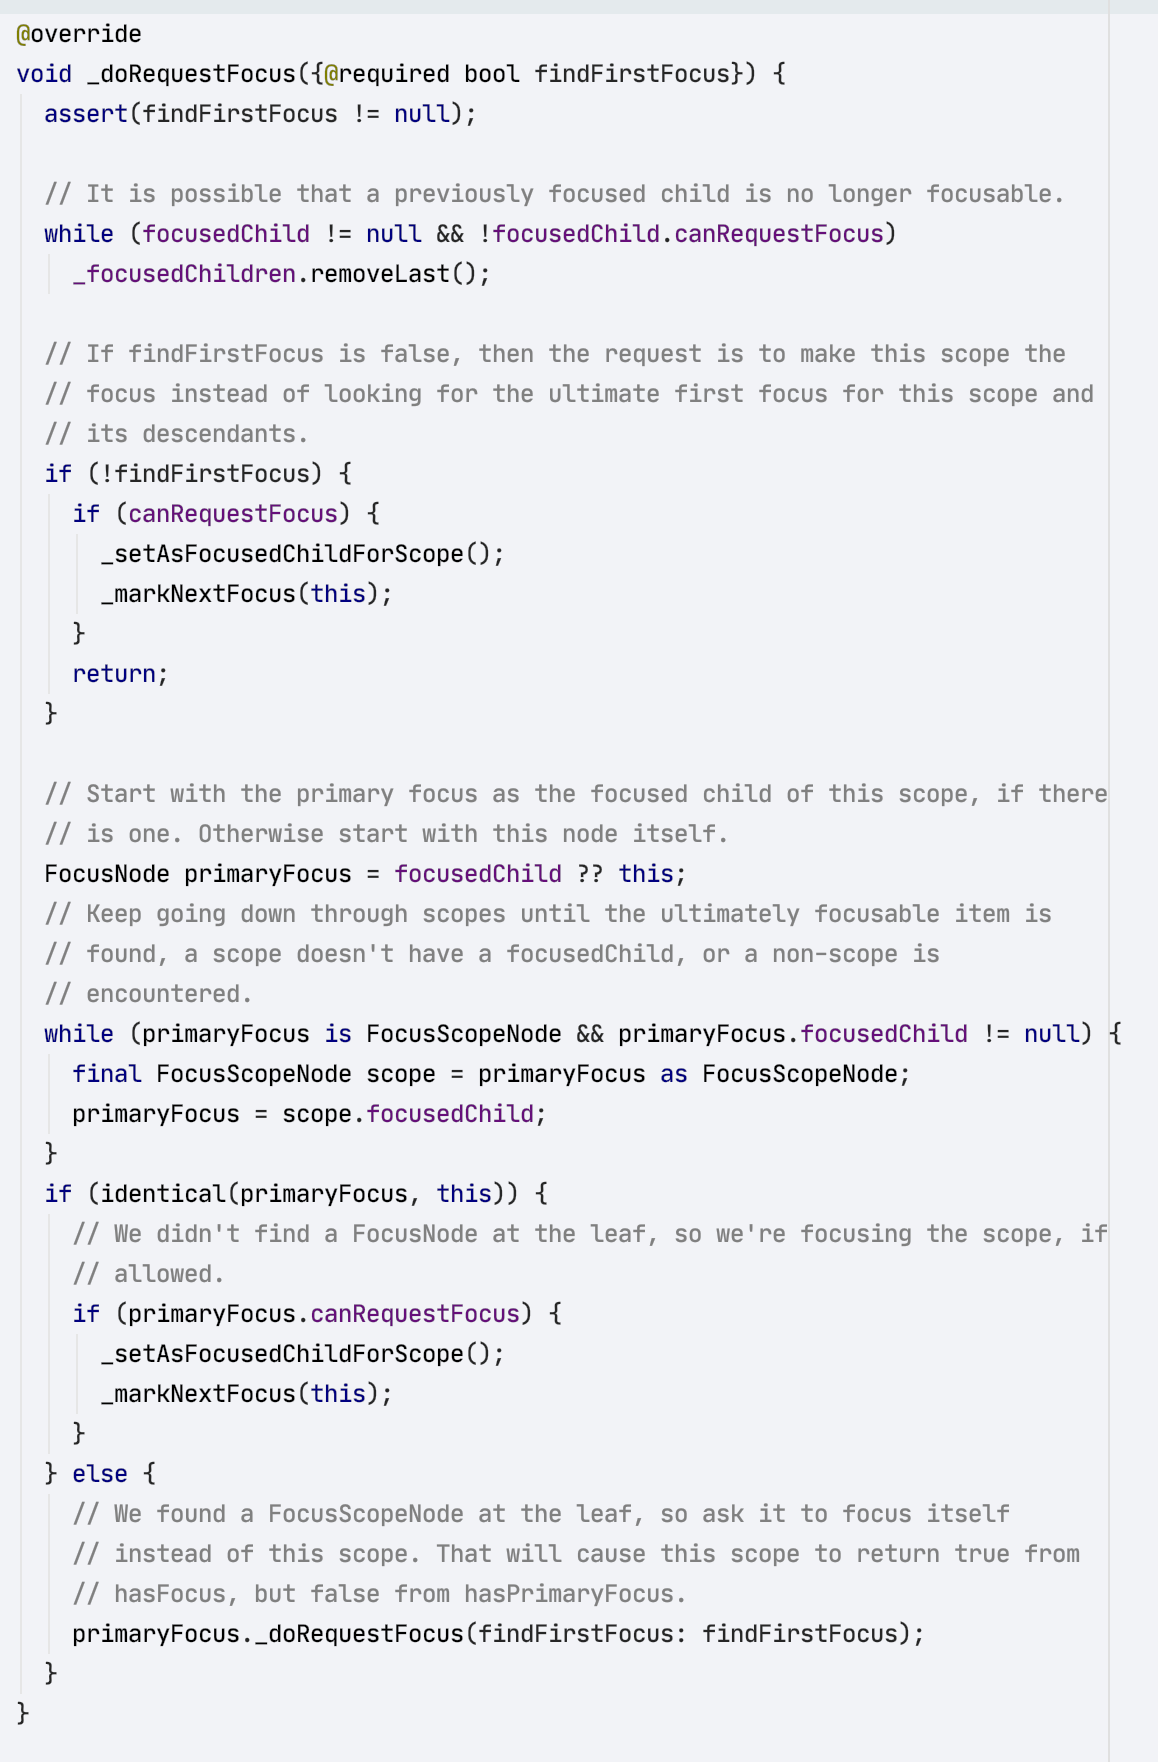 @override
void _doRequestFocus({@required bool findFirstFocus}) {
  assert(findFirstFocus != null);

  // It is possible that a previously focused child is no longer focusable.
  while (focusedChild != null && !focusedChild.canRequestFocus)
    _focusedChildren.removeLast();

  // If findFirstFocus is false, then the request is to make this scope the
  // focus instead of looking for the ultimate first focus for this scope and
  // its descendants.
  if (!findFirstFocus) {
    if (canRequestFocus) {
      _setAsFocusedChildForScope();
      _markNextFocus(this);
    }
    return;
  }

  // Start with the primary focus as the focused child of this scope, if there
  // is one. Otherwise start with this node itself.
  FocusNode primaryFocus = focusedChild ?? this;
  // Keep going down through scopes until the ultimately focusable item is
  // found, a scope doesn't have a focusedChild, or a non-scope is
  // encountered.
  while (primaryFocus is FocusScopeNode && primaryFocus.focusedChild != null) {
    final FocusScopeNode scope = primaryFocus as FocusScopeNode;
    primaryFocus = scope.focusedChild;
  }
  if (identical(primaryFocus, this)) {
    // We didn't find a FocusNode at the leaf, so we're focusing the scope, if
    // allowed.
    if (primaryFocus.canRequestFocus) {
      _setAsFocusedChildForScope();
      _markNextFocus(this);
    }
  } else {
    // We found a FocusScopeNode at the leaf, so ask it to focus itself
    // instead of this scope. That will cause this scope to return true from
    // hasFocus, but false from hasPrimaryFocus.
    primaryFocus._doRequestFocus(findFirstFocus: findFirstFocus);
  }
}